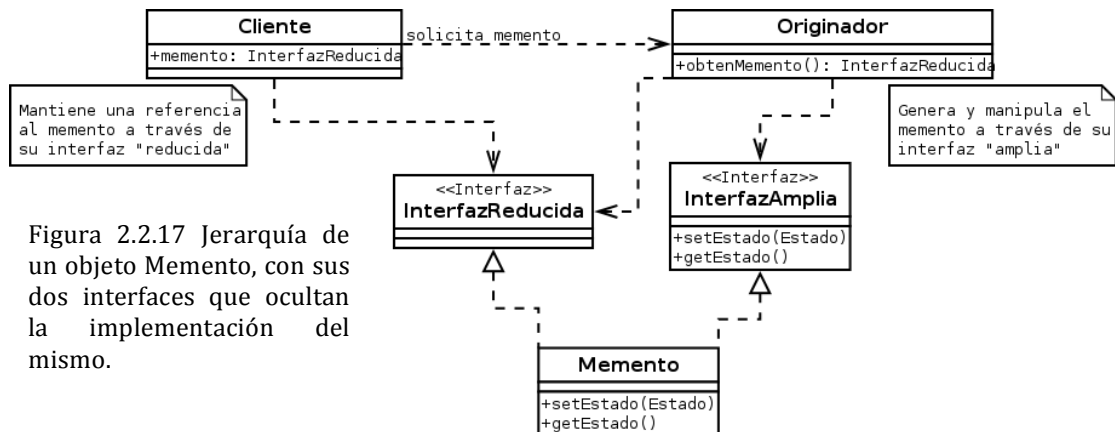 Cliente
+memento: InterfazReducida
solicita memento
Originador
+obtenMemento(): InterfazReducida
Mantiene una referencia
al memento a través de
su interfaz "reducida"
Genera y manipula el
memento a través de su
interfaz "amplia"
<<Interfaz>>
InterfazReducida
<<Interfaz>>
InterfazAmplia
+setEstado(Estado)
+getEstado()
Figura 2.2.17 Jerarquía de
un objeto Memento, con sus
dos interfaces que ocultan
la implementación del
mismo.
Memento
+setEstado(Estado)
+getEstado()